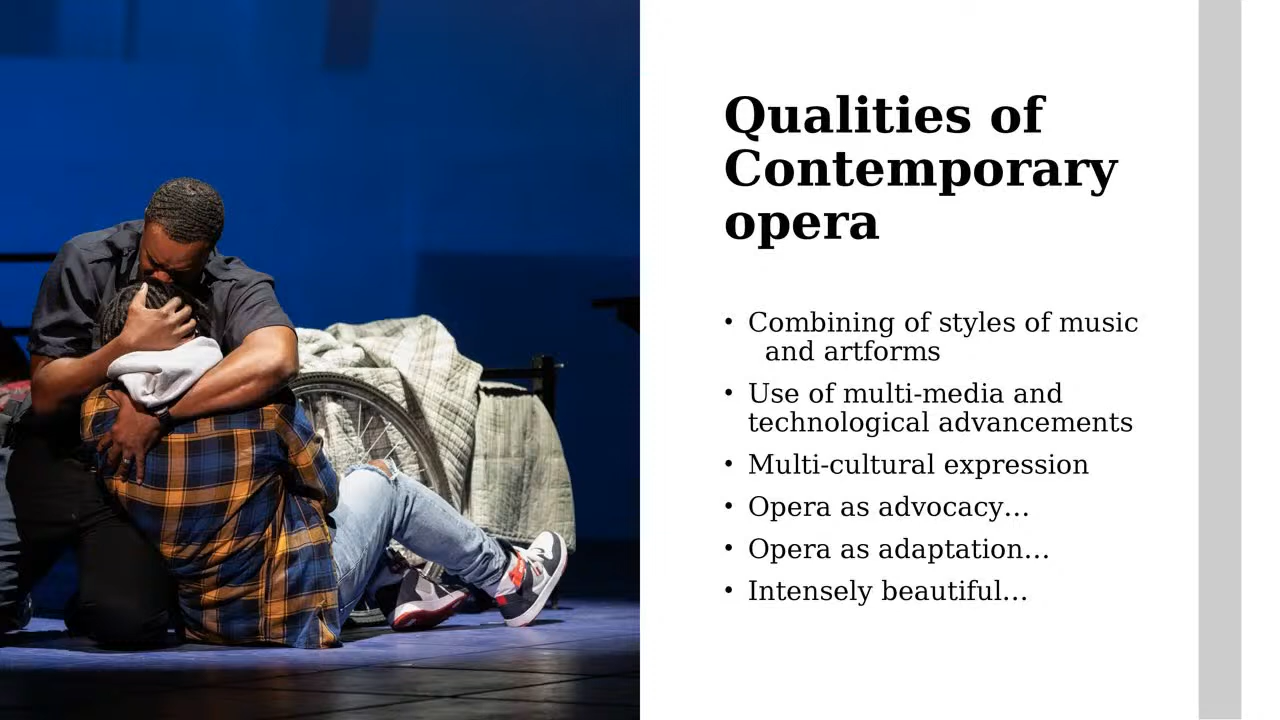 Qualities of
Contemporary
opera
• Combining of styles of music
and artforms
• Use of multi-media and
technological advancements
• Multi-cultural expression
• Opera as advocacy…
• Opera as adaptation…
• Intensely beautiful…